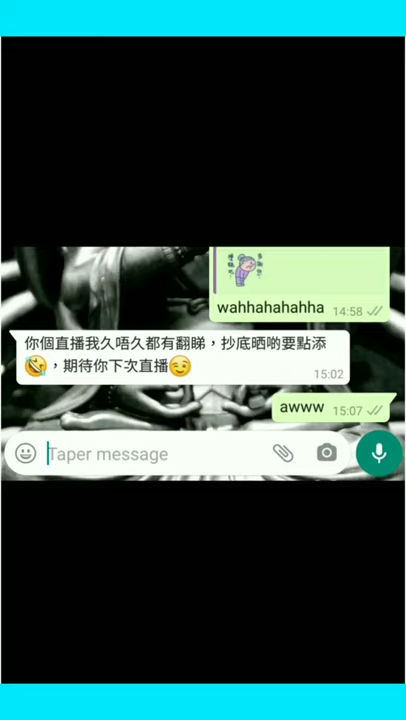 wahhahahahha 14:58
你個直播我久唔久都有翻睇，抄底晒啲要點添
🤣，期待你下次直播😉
15:02
awww 15:07
Taper message